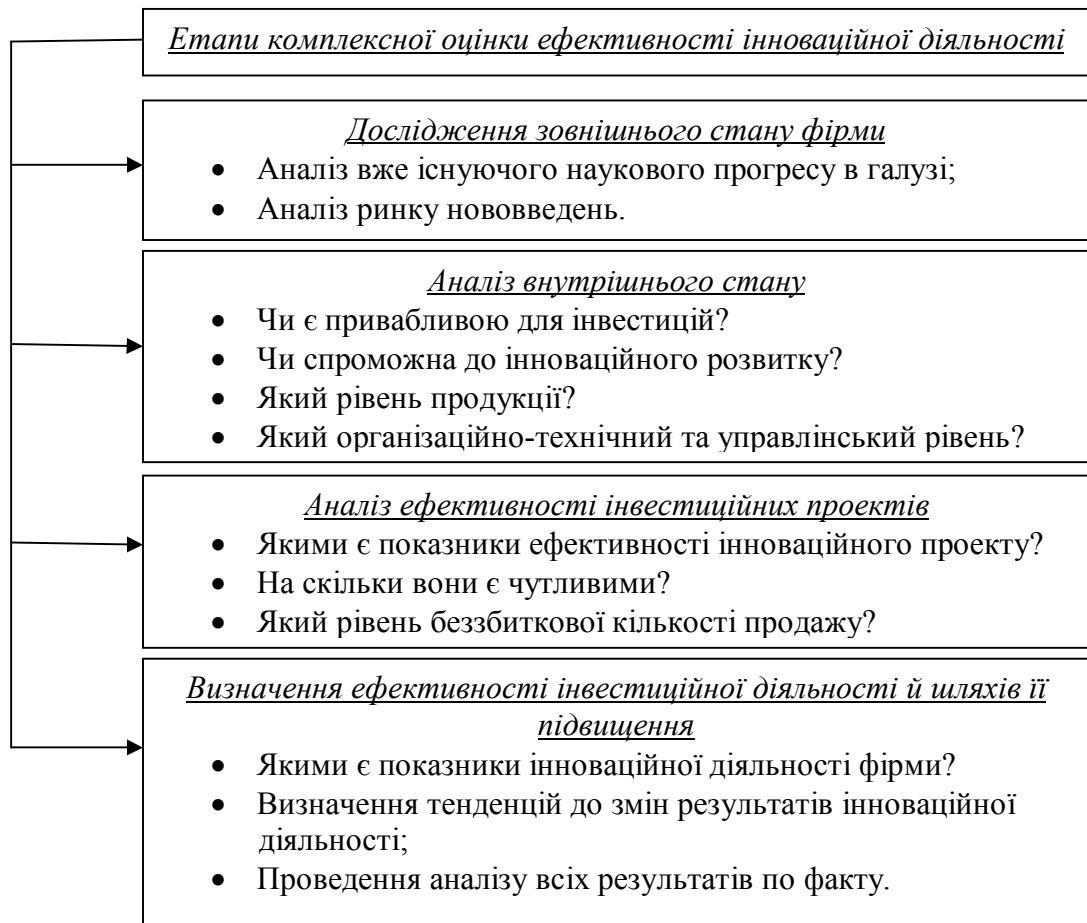 Етапи комплексної оцінки ефективності інноваційної діяльності
Дослідження зовнішнього стану фірми
• Аналіз вже існуючого наукового прогресу в галузі;
• Аналіз ринку нововведень.
Аналіз внутрішнього стану
• Чи є привабливою для інвестицій?
• Чи спроможна до інноваційного розвитку?
• Який рівень продукції?
• Який організаційно-технічний та управлінський рівень?
Аналіз ефективності інвестиційних проектів
• Якими є показники ефективності інноваційного проекту?
• На скільки вони є чутливими?
• Який рівень беззбиткової кількості продажу?
Визначення ефективності інвестиційної діяльності й шляхів її
підвищення
• Якими є показники інноваційної діяльності фірми?
• Визначення тенденцій до змін результатів інноваційної
діяльності;
• Проведення аналізу всіх результатів по факту.